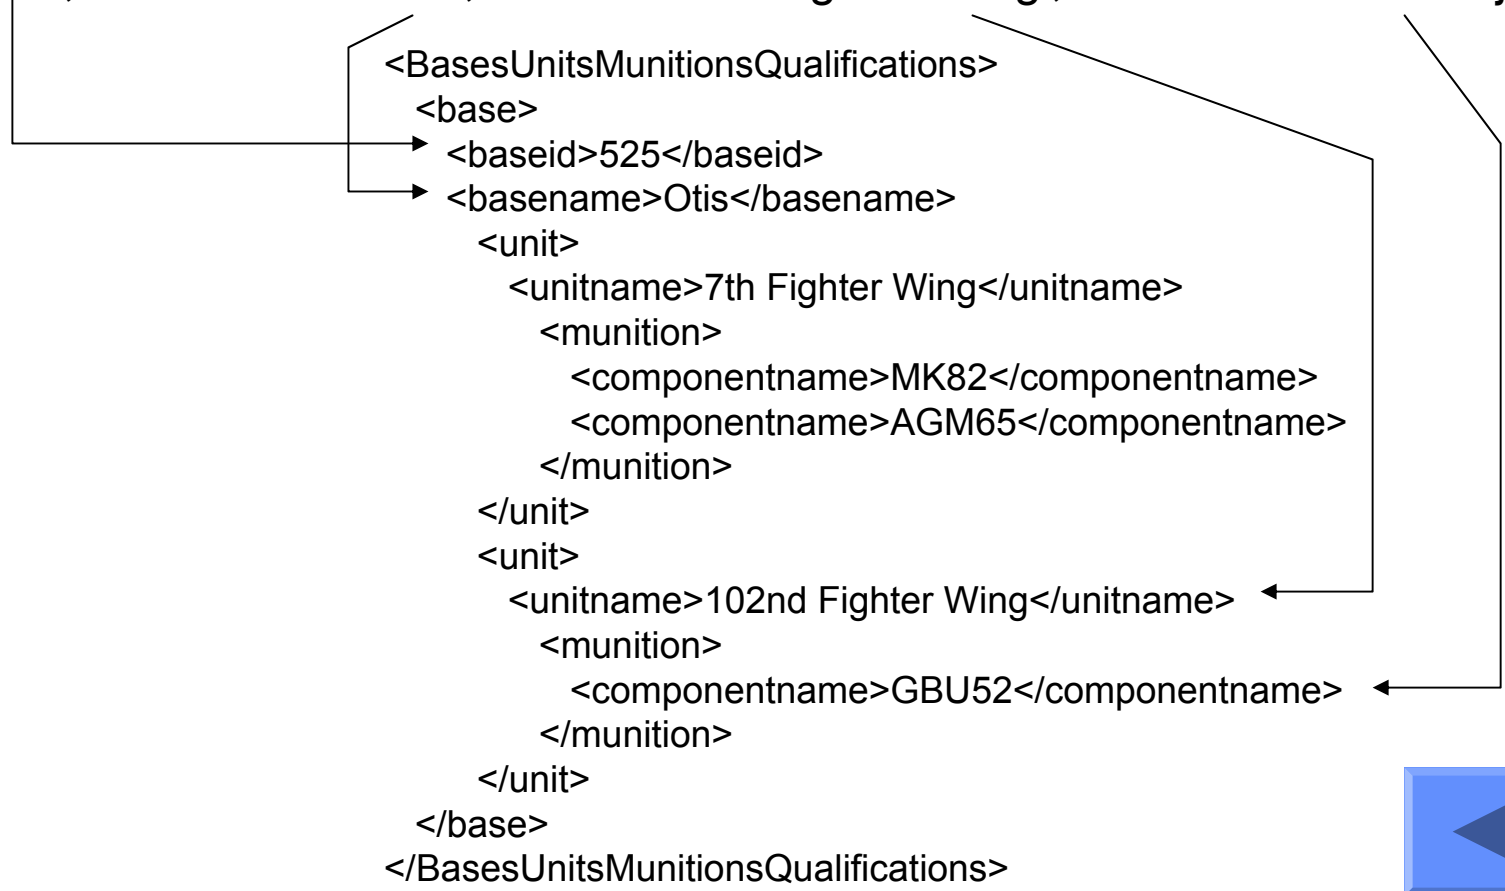 <BasesUnitsMunitionsQualifications>
<base>
<baseid>525</baseid>
<basename>Otis</basename>
<unit>
<unitname>7th Fighter Wing</unitname>
<munition>
<componentname>MK82</componentname>
<componentname>AGM65</componentname>
</munition>
</unit>
<unit>
<unitname>102nd Fighter Wing</unitname>
<munition>
<componentname>GBU52</componentname>
</munition>
</unit>
</base>
</BasesUnitsMunitionsQualifications>